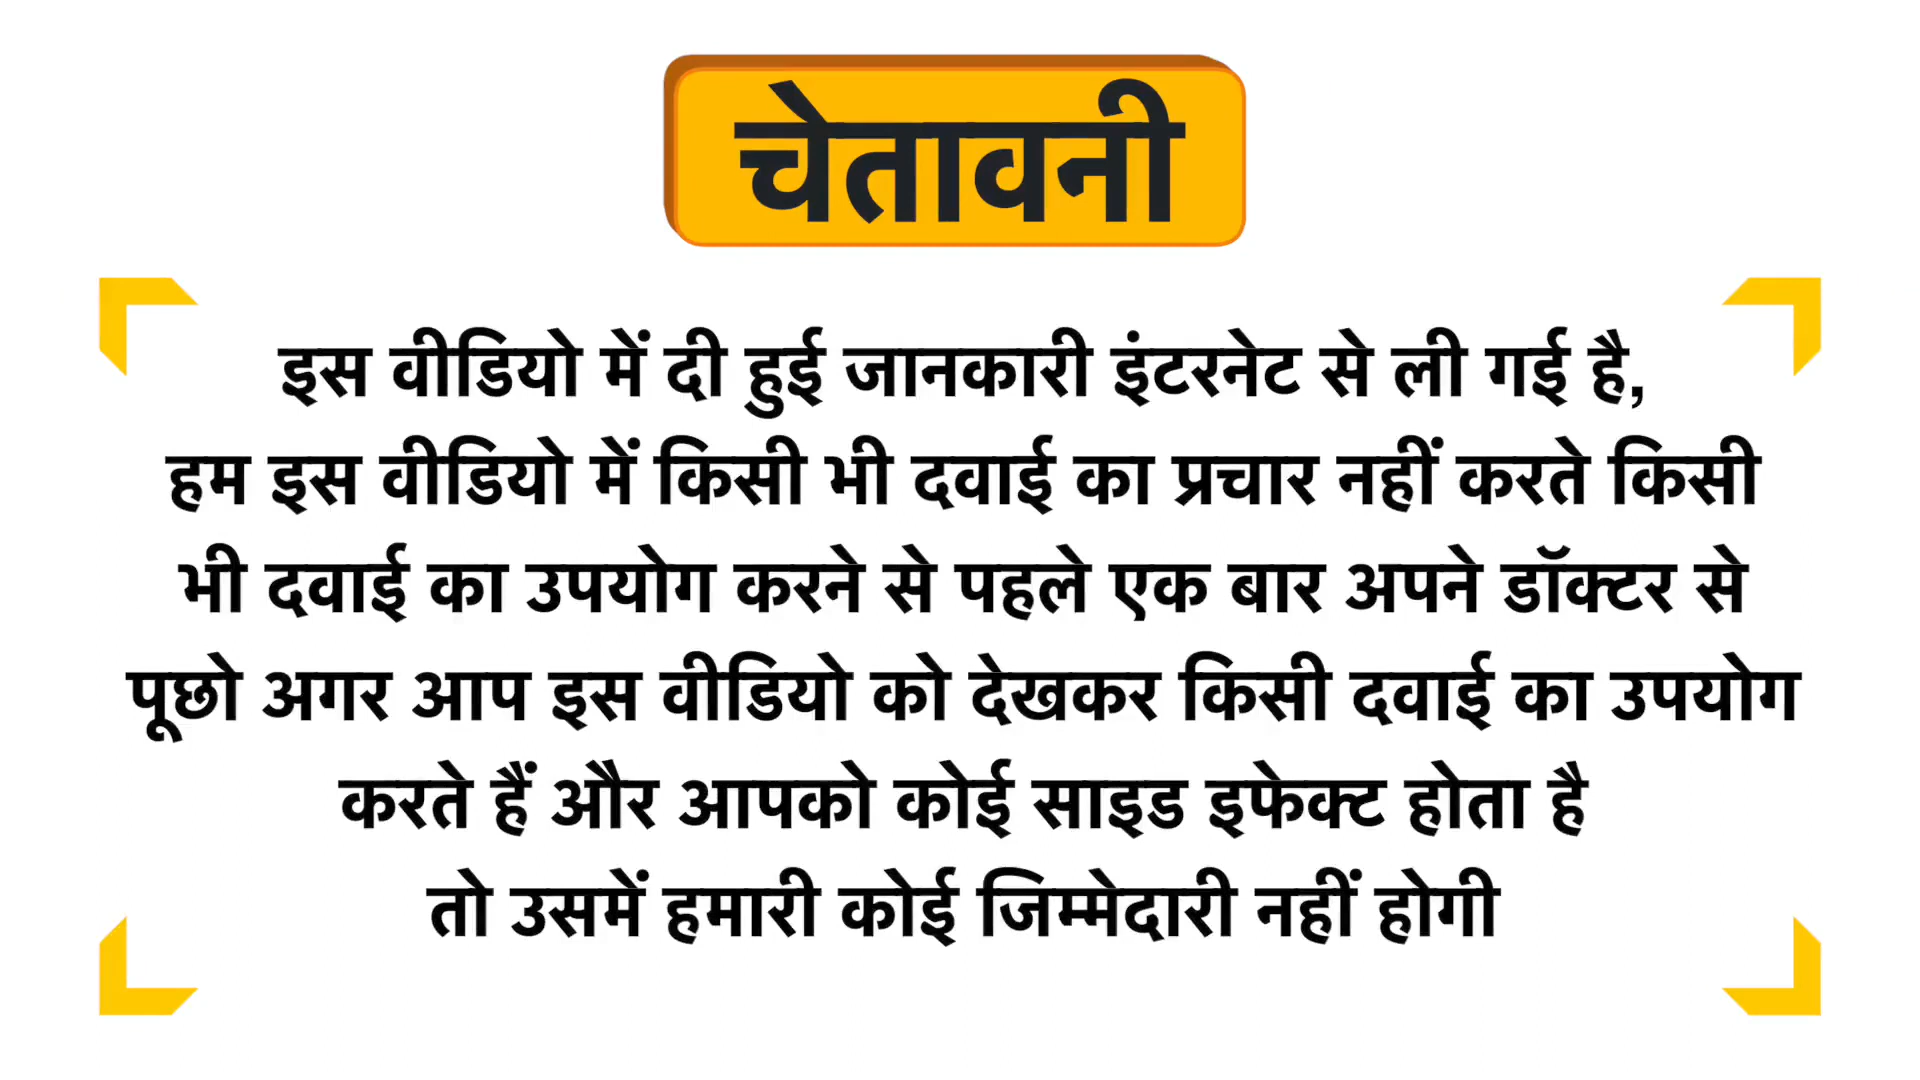 चेतावनी
इस वीडियो में दी हुई जानकारी इंटरनेट से ली गई है,
हम इस वीडियो में किसी भी दवाई का प्रचार नहीं करते किसी
भी दवाई का उपयोग करने से पहले एक बार अपने डॉक्टर से
पूछो अगर आप इस वीडियो को देखकर किसी दवाई का उपयोग
करते हैं और आपको कोई साइड इफेक्ट होता है
तो उसमें हमारी कोई जिम्मेदारी नहीं होगी